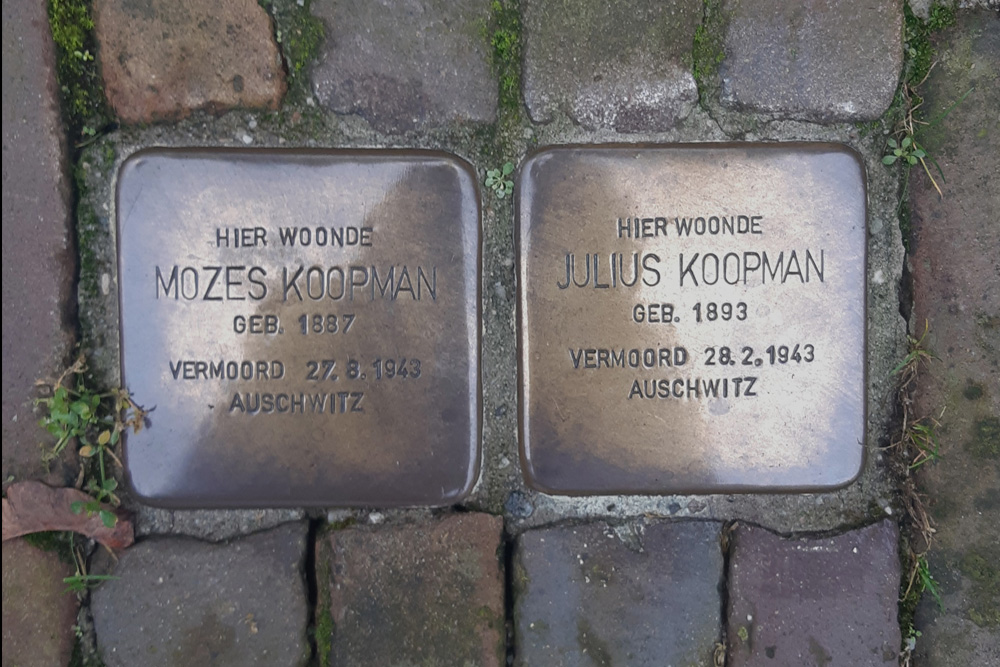 HIER WOONDE
MOZES KOOPMAN
GEB. 1887
VERMOORD 27. 8. 1943
AUSCHWITZ
HIER WOONDE
JULIUS KOOPMAN
GEB. 1893
VERMOORD 28. 2. 1943
AUSCHWITZ